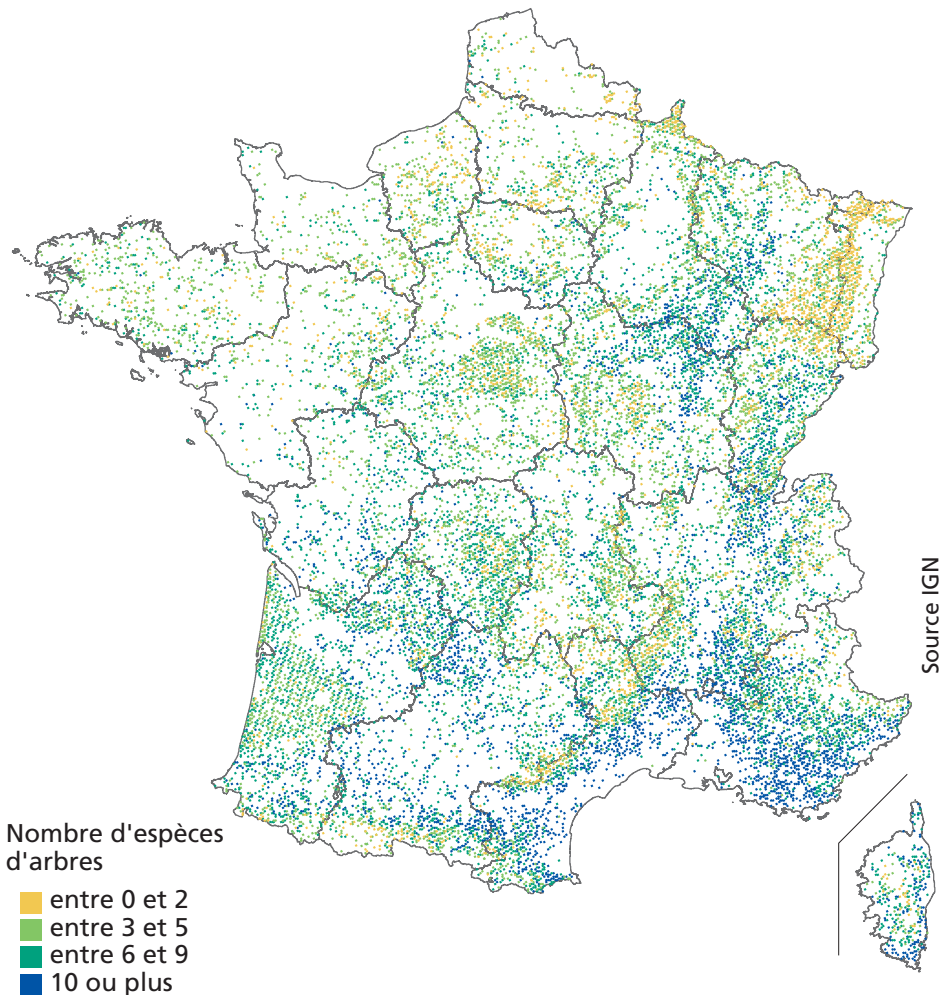 Source IGN
Nombre d'espèces
d'arbres
entre 0 et 2
entre 3 et 5
entre 6 et 9
10 ou plus